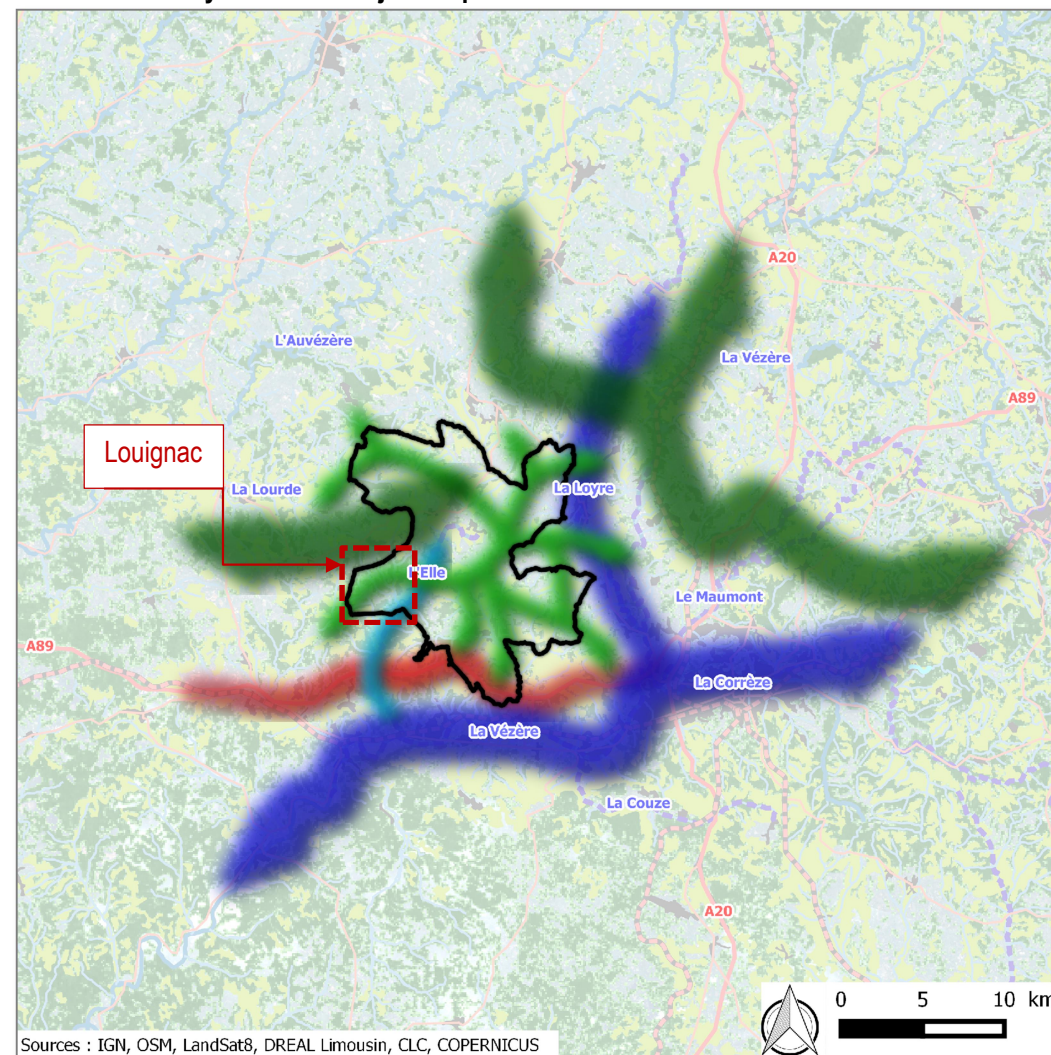 A20
L'Auvézère
La Vézère
A89
Louignac
La Lourde
La Loyre
L'Elle
Le Maumont
A89
La Corrèze
La Vézère
La Couze
A20
0 5 10 km
Sources : IGN, OSM, LandSat8, DREAL Limousin, CLC, COPERNICUS